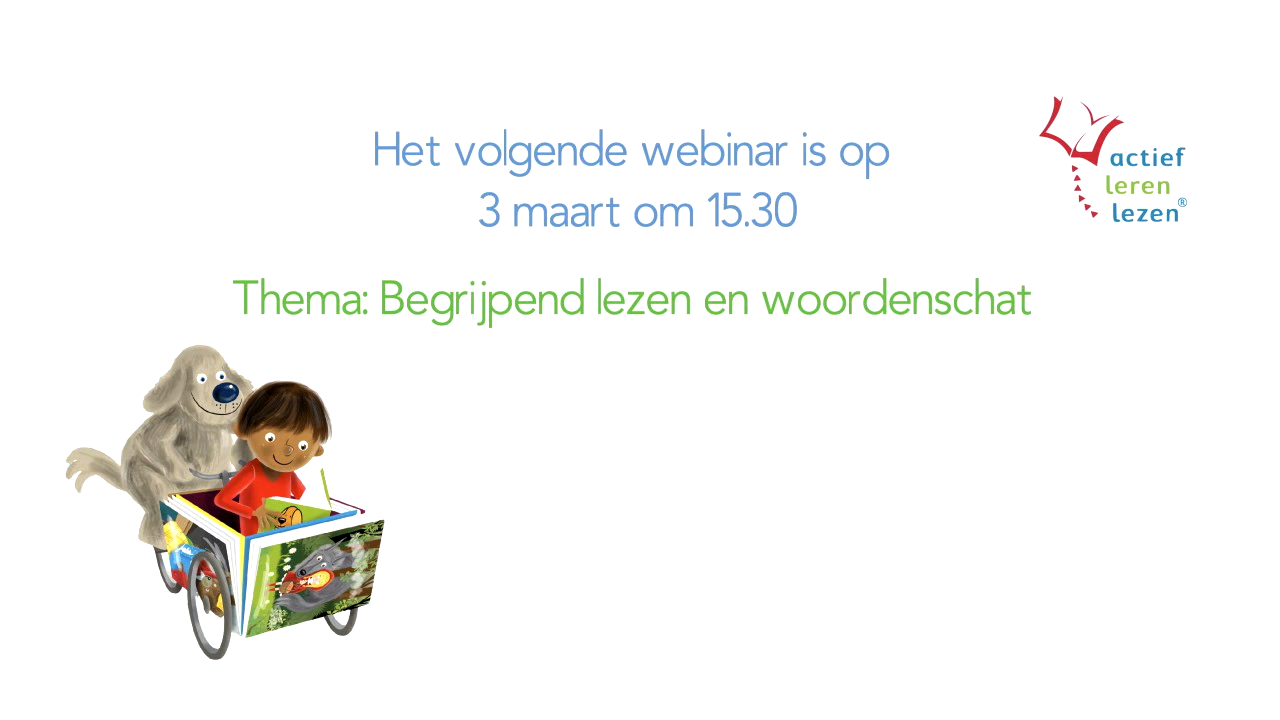 Het volgende webinar is op
3 maart om 15.30
Thema: Begrijpend lezen en woordenschat
actief
leren
lezen®